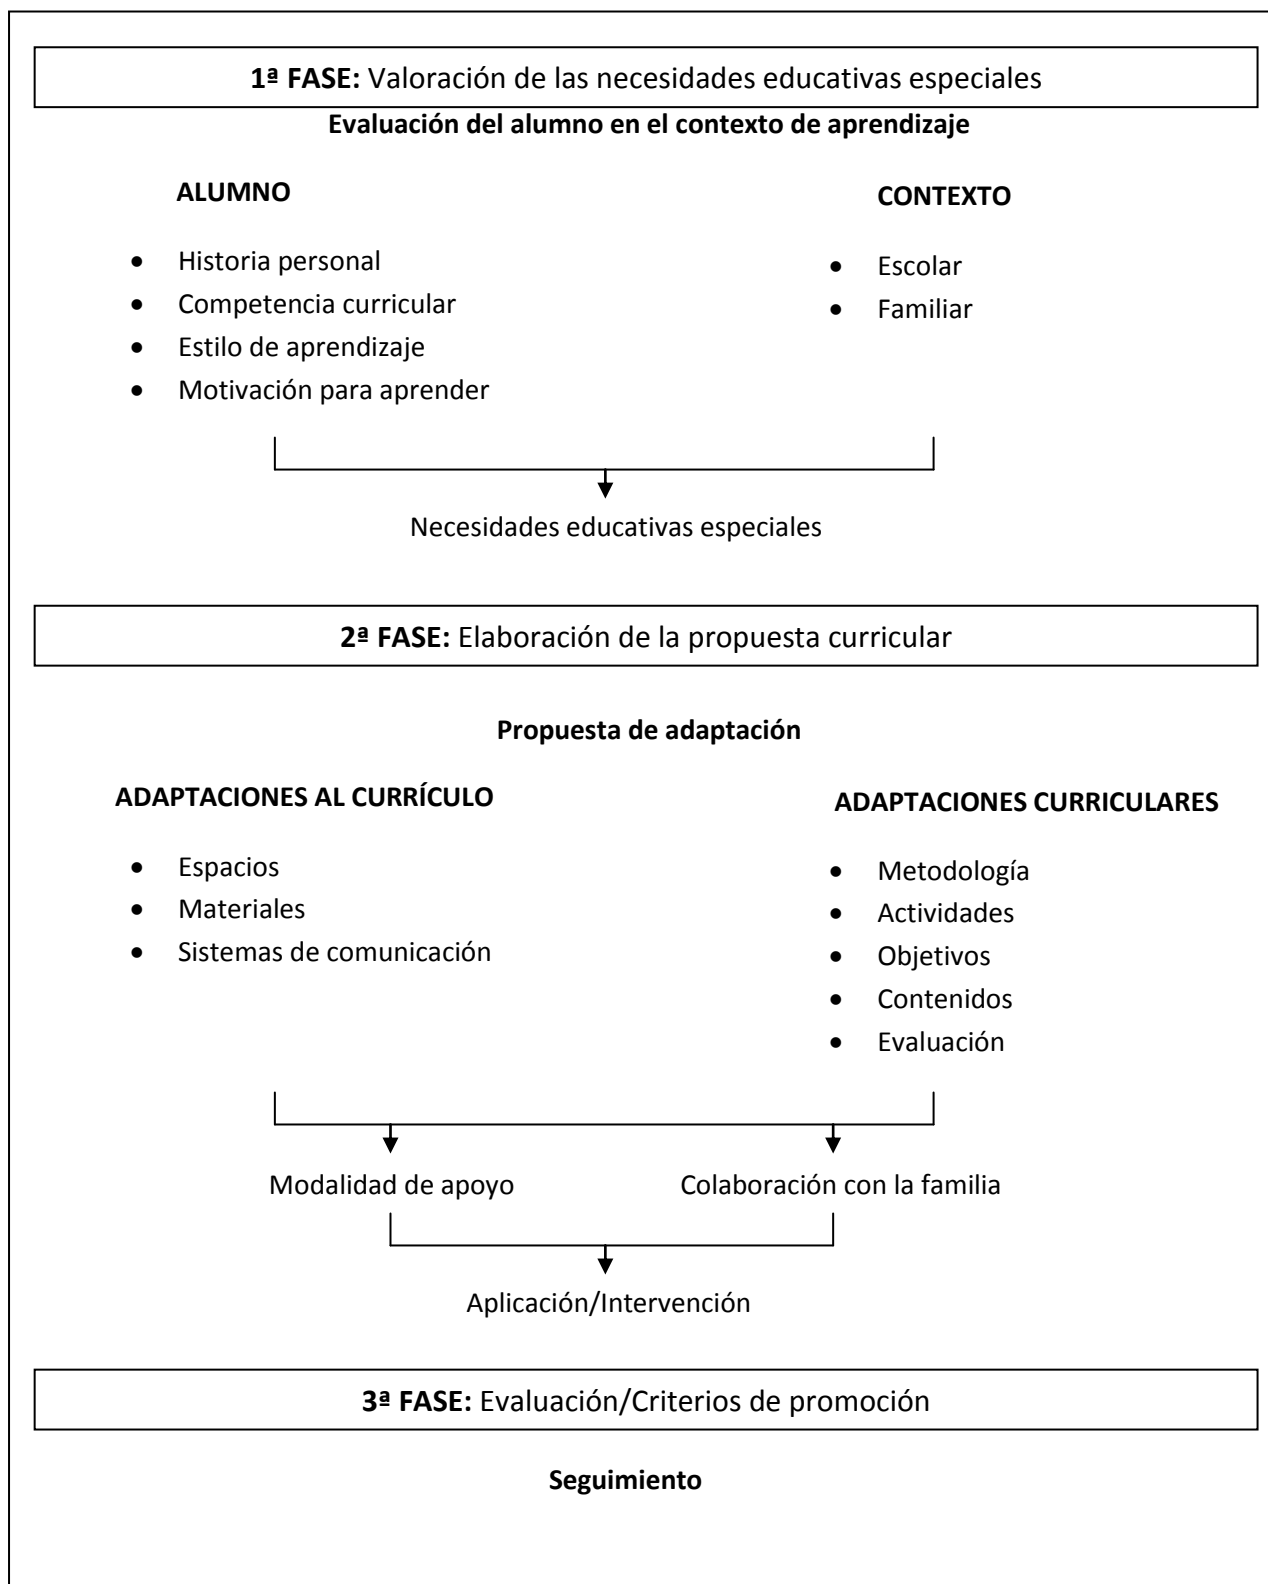 1ª FASE: Valoración de las necesidades educativas especiales
Evaluación del alumno en el contexto de aprendizaje
ALUMNO
• Historia personal
• Competencia curricular
• Estilo de aprendizaje
• Motivación para aprender
CONTEXTO
• Escolar
• Familiar
Necesidades educativas especiales
2ª FASE: Elaboración de la propuesta curricular
Propuesta de adaptación
ADAPTACIONES AL CURRÍCULO
• Espacios
• Materiales
• Sistemas de comunicación
ADAPTACIONES CURRICULARES
• Metodología
• Actividades
• Objetivos
• Contenidos
• Evaluación
Modalidad de apoyo
Colaboración con la familia
Aplicación/Intervención
3ª FASE: Evaluación/Criterios de promoción
Seguimiento